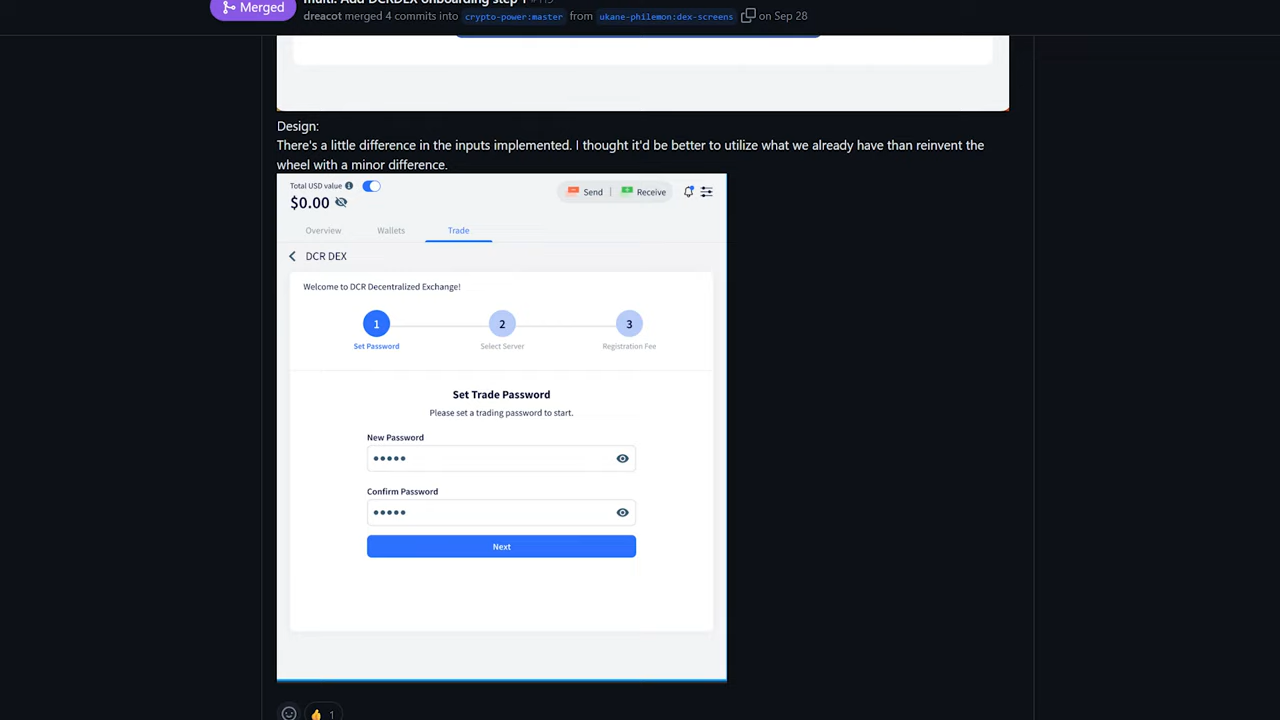 Merged
dreacot merged 4 commits into crypto-power:master from ukane-philemon:dex-screens on Sep 28
Design:
There's a little difference in the inputs implemented. I thought it'd be better to utilize what we already have than reinvent the
wheel with a minor difference.
Total USD value
$0.00
Send | Receive
Overview Wallets Trade
DCR DEX
Welcome to DCR Decentralized Exchange!
1 2 3
Set Password Select Server Registration Fee
Set Trade Password
Please set a trading password to start.
New Password
Confirm Password
Next
1